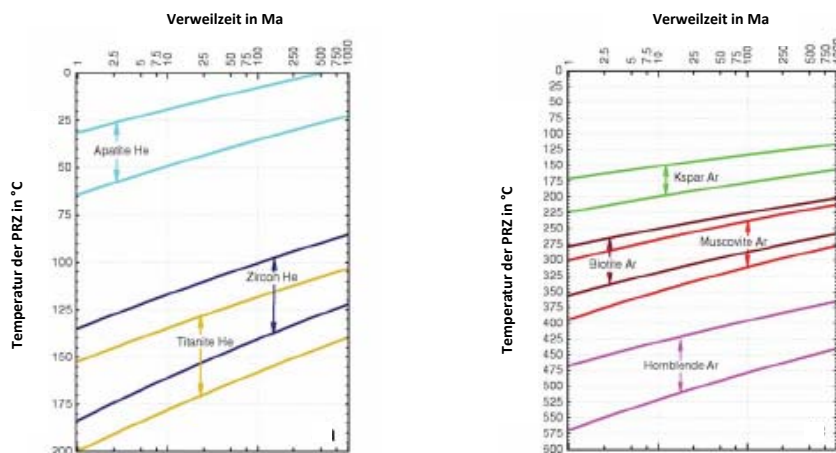 Verweilzeit in Ma
1 2.5 5 7.5 10 25 50 75 100 250 500 750 1000
Temperatur der PRZ in °C
0
25
50
75
100
125
150
175
200
Apatite He
Zircon He
Titanite He
Verweilzeit in Ma
1 2.5 5 7.5 10 25 50 75 100 250 500 750
Temperatur der PRZ in °C
0
25
50
75
100
125
150
175
200
225
250
275
300
325
350
375
400
425
450
475
500
525
550
575
600
Kspar Ar
Muscovite Ar
Biotite Ar
Hornblende Ar